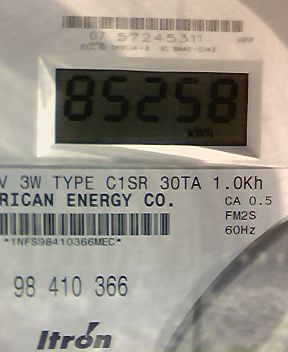 07 57245311
HPP
85258
kWh
V 3W TYPE C1SR 30TA 1.0Kh
RICAN ENERGY CO.
CA 0.5
FM2S
60Hz
*1NFS98410366MEC*
98 410 366
Itron